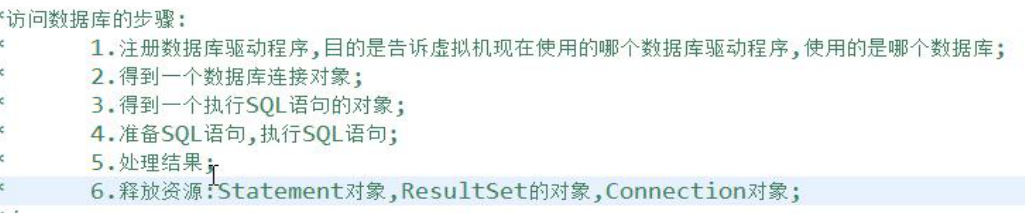 *访问数据库的步骤:
* 1.注册数据库驱动程序,目的是告诉虚拟机现在使用的哪个数据库驱动程序,使用的是哪个数据库;
* 2.得到一个数据库连接对象;
* 3.得到一个执行SQL语句的对象;
* 4.准备SQL语句,执行SQL语句;
* 5.处理结果;
* 6.释放资源:Statement对象,ResultSet的对象,Connection对象;